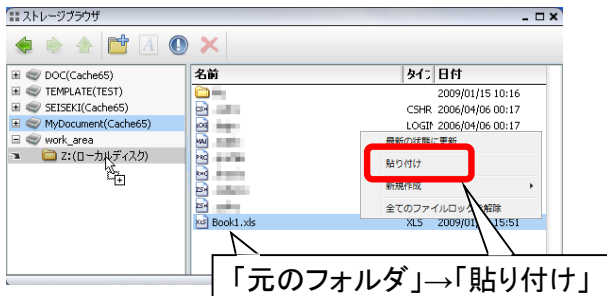 ストレージブラウザ
名前 タイプ 日付
DOC(Cache65)
TEMPLATE(TEST)
SEISEKI(Cache65)
MyDocument(Cache65)
work_area
Z:(ローカルディスク)
2009/01/15 10:16
CSHR 2006/04/06 00:17
LOGIN 2006/04/06 00:17
最新の状態に更新
貼り付け
新規作成
全てのファイルロックを解除
Book1.xls XLS 2009/01/ 15:51
「元のフォルダ」→「貼り付け」